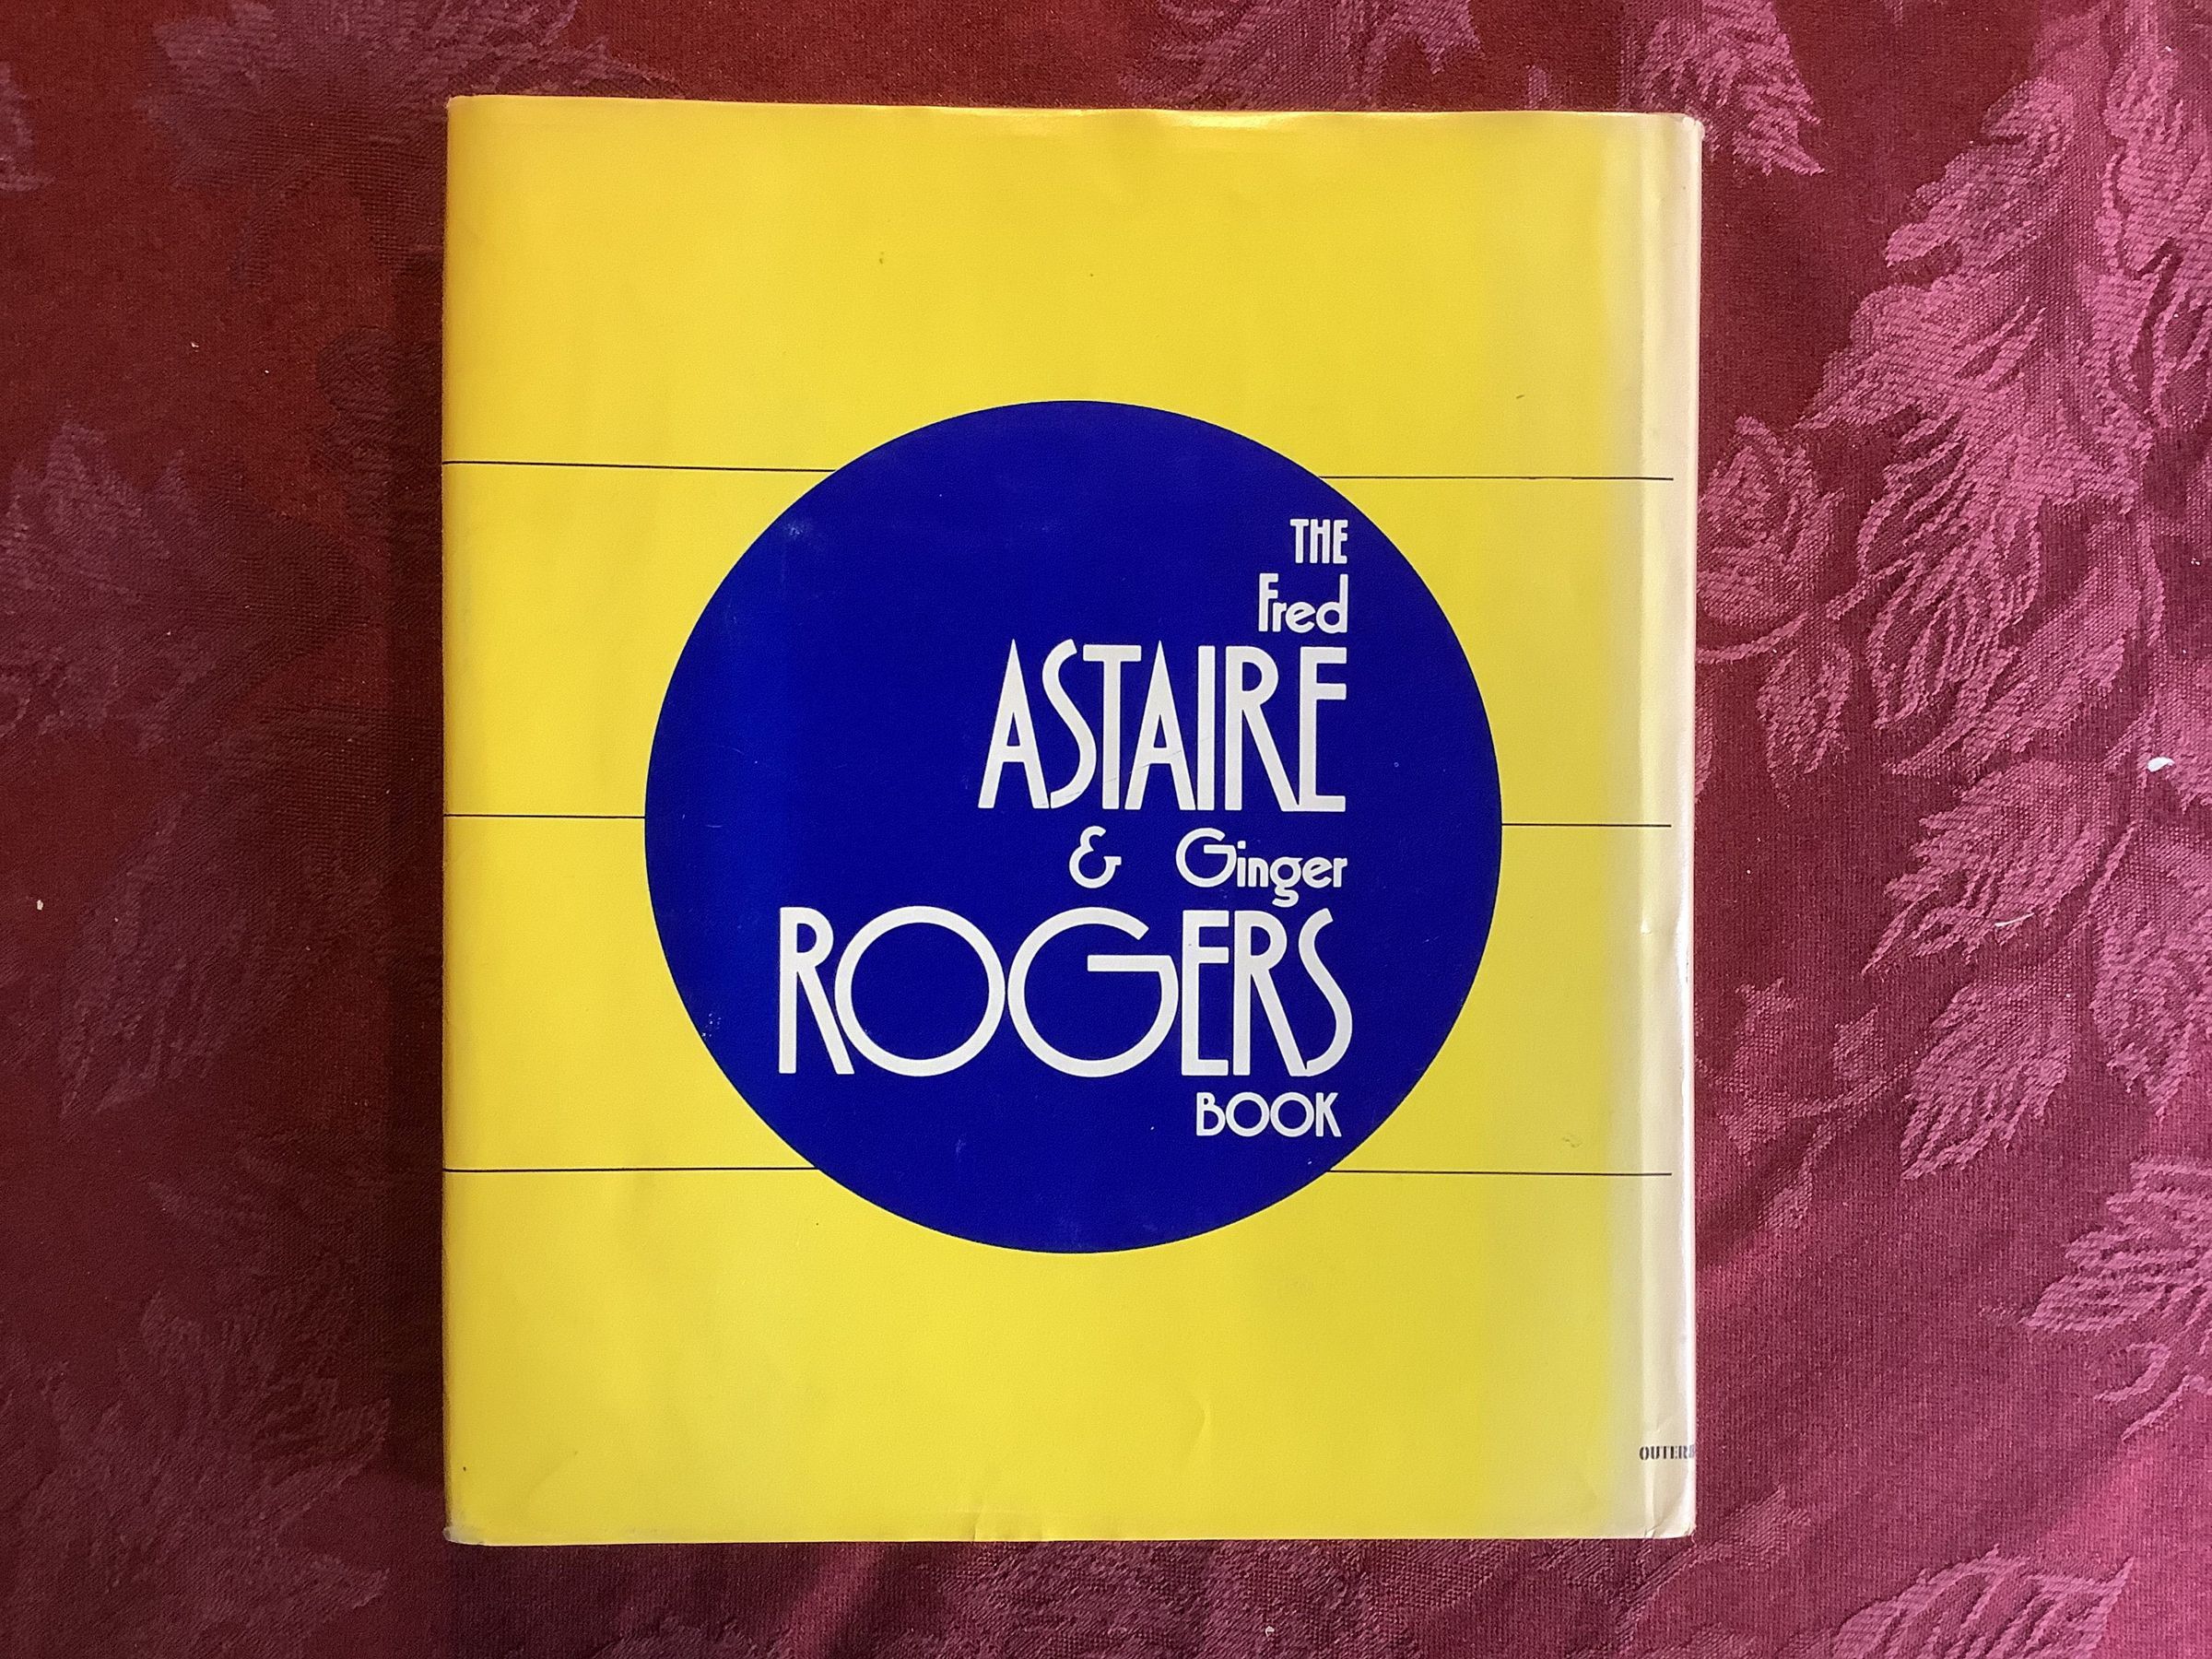 THE
Fred
ASTAIRE
& Ginger
ROGERS
BOOK